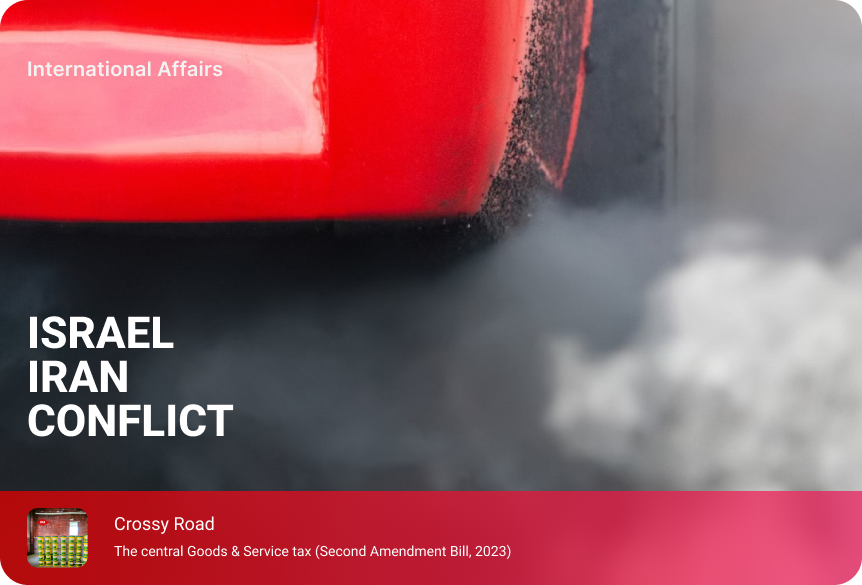 International Affairs
ISRAEL
IRAN
CONFLICT
Crossy Road
The central Goods & Service tax (Second Amendment Bill, 2023)